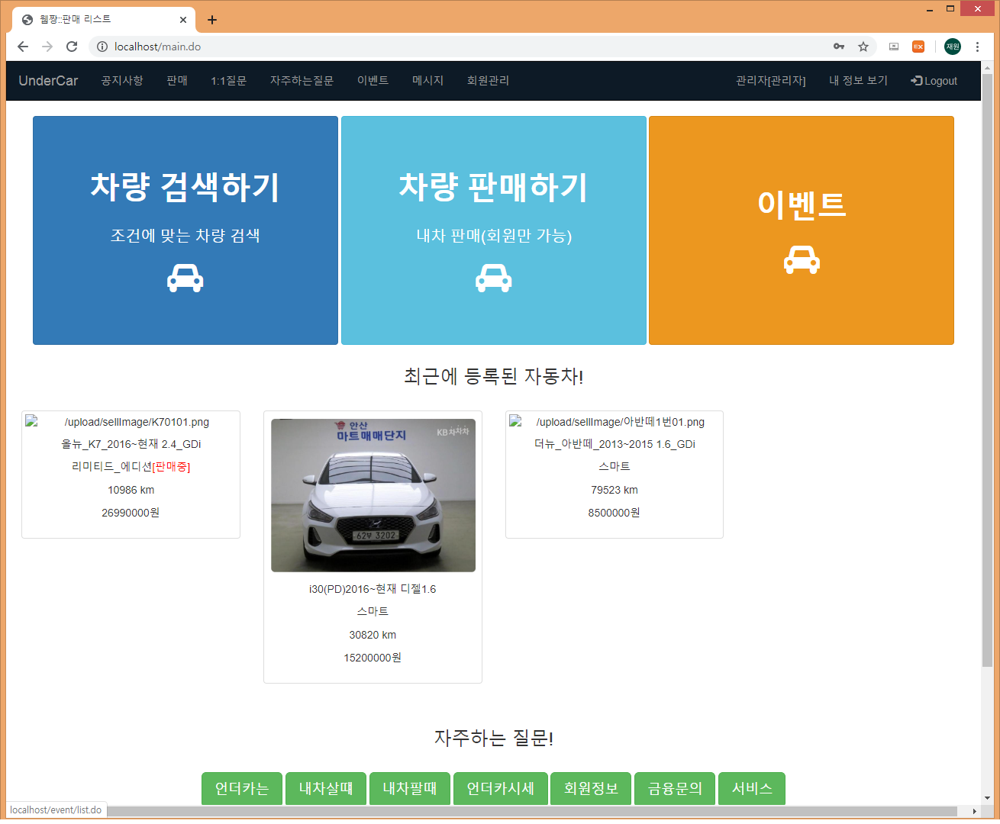 웹짱::판매 리스트
localhost/main.do
재원
UnderCar 공지사항 판매 1:1질문 자주하는질문 이벤트 메시지 회원관리 관리자[관리자] 내 정보 보기 Logout
차량 검색하기
조건에 맞는 차량 검색
차량 판매하기
내차 판매(회원만 가능)
이벤트
최근에 등록된 자동차!
/upload/sellImage/K70101.png
올뉴_K7_2016~현재 2.4_GDi
리미티드_에디션[판매중]
10986 km
26990000원
안산
마트매매단지
KB차차차
62부 3202
i30(PD)2016~현재 디젤1.6
스마트
30820 km
15200000원
/upload/sellImage/아반떼1번01.png
더뉴_아반떼_2013~2015 1.6_GDi
스마트
79523 km
8500000원
자주하는 질문!
언더카는 내차살때 내차팔때 언더카시세 회원정보 금융문의 서비스
localhost/event/list.do